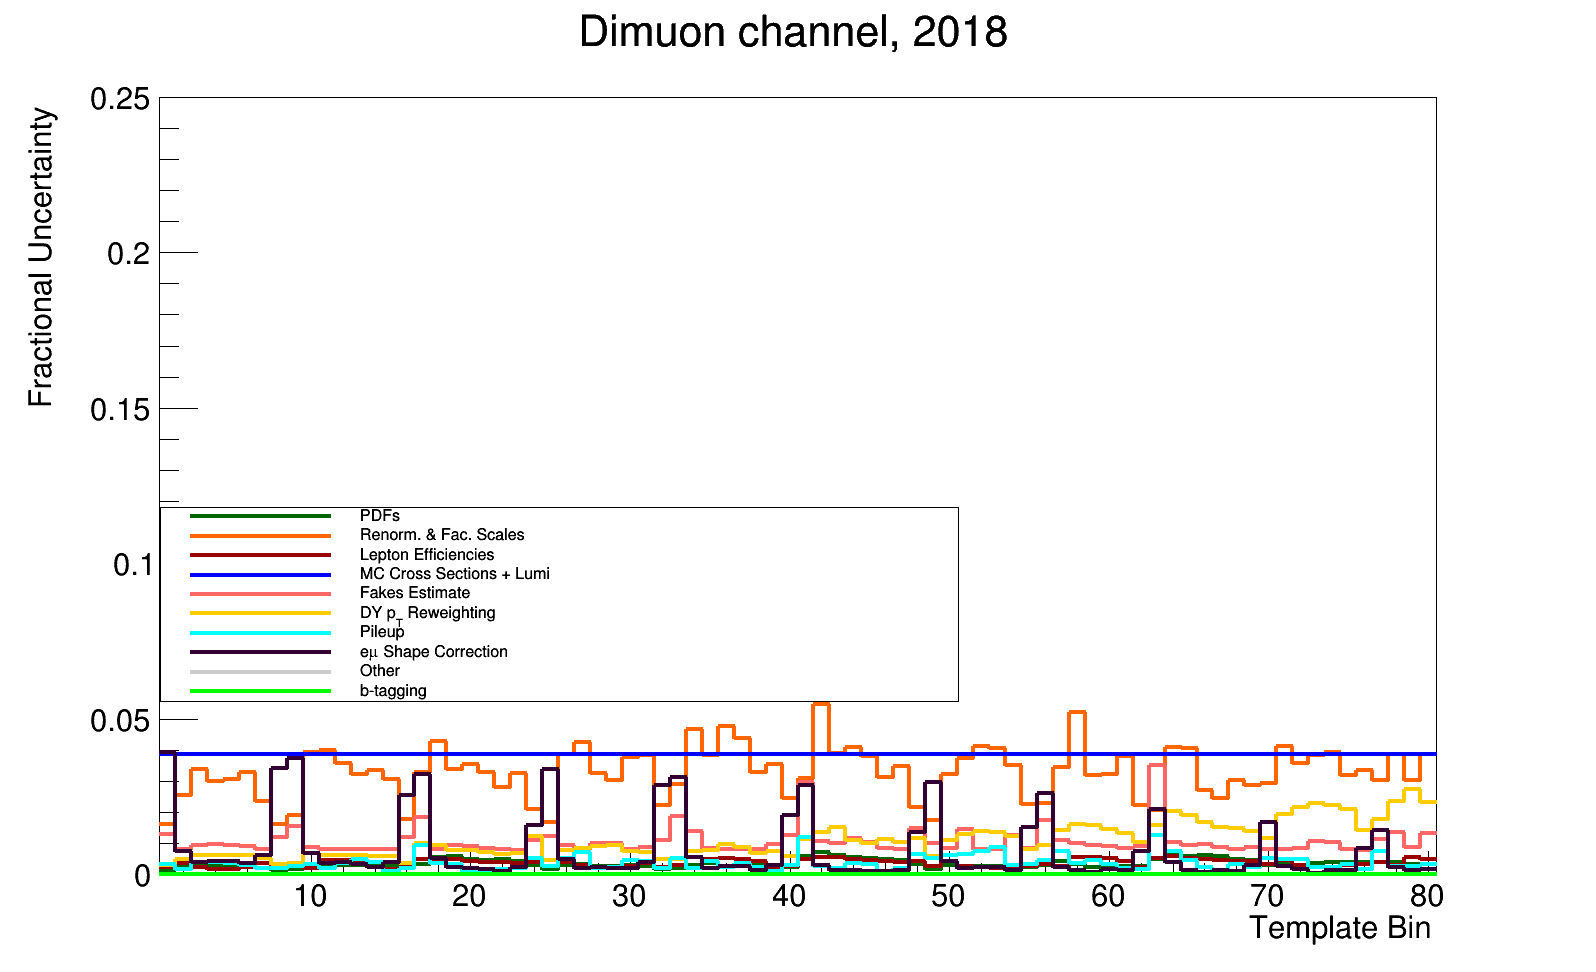 Dimuon channel, 2018
Fractional Uncertainty
0.25
0.2
0.15
0.1
0.05
0
PDFs
Renorm. & Fac. Scales
Lepton Efficiencies
MC Cross Sections + Lumi
Fakes Estimate
DY pT Reweighting
Pileup
eμ Shape Correction
Other
b-tagging
10 20 30 40 50 60 70 80
Template Bin